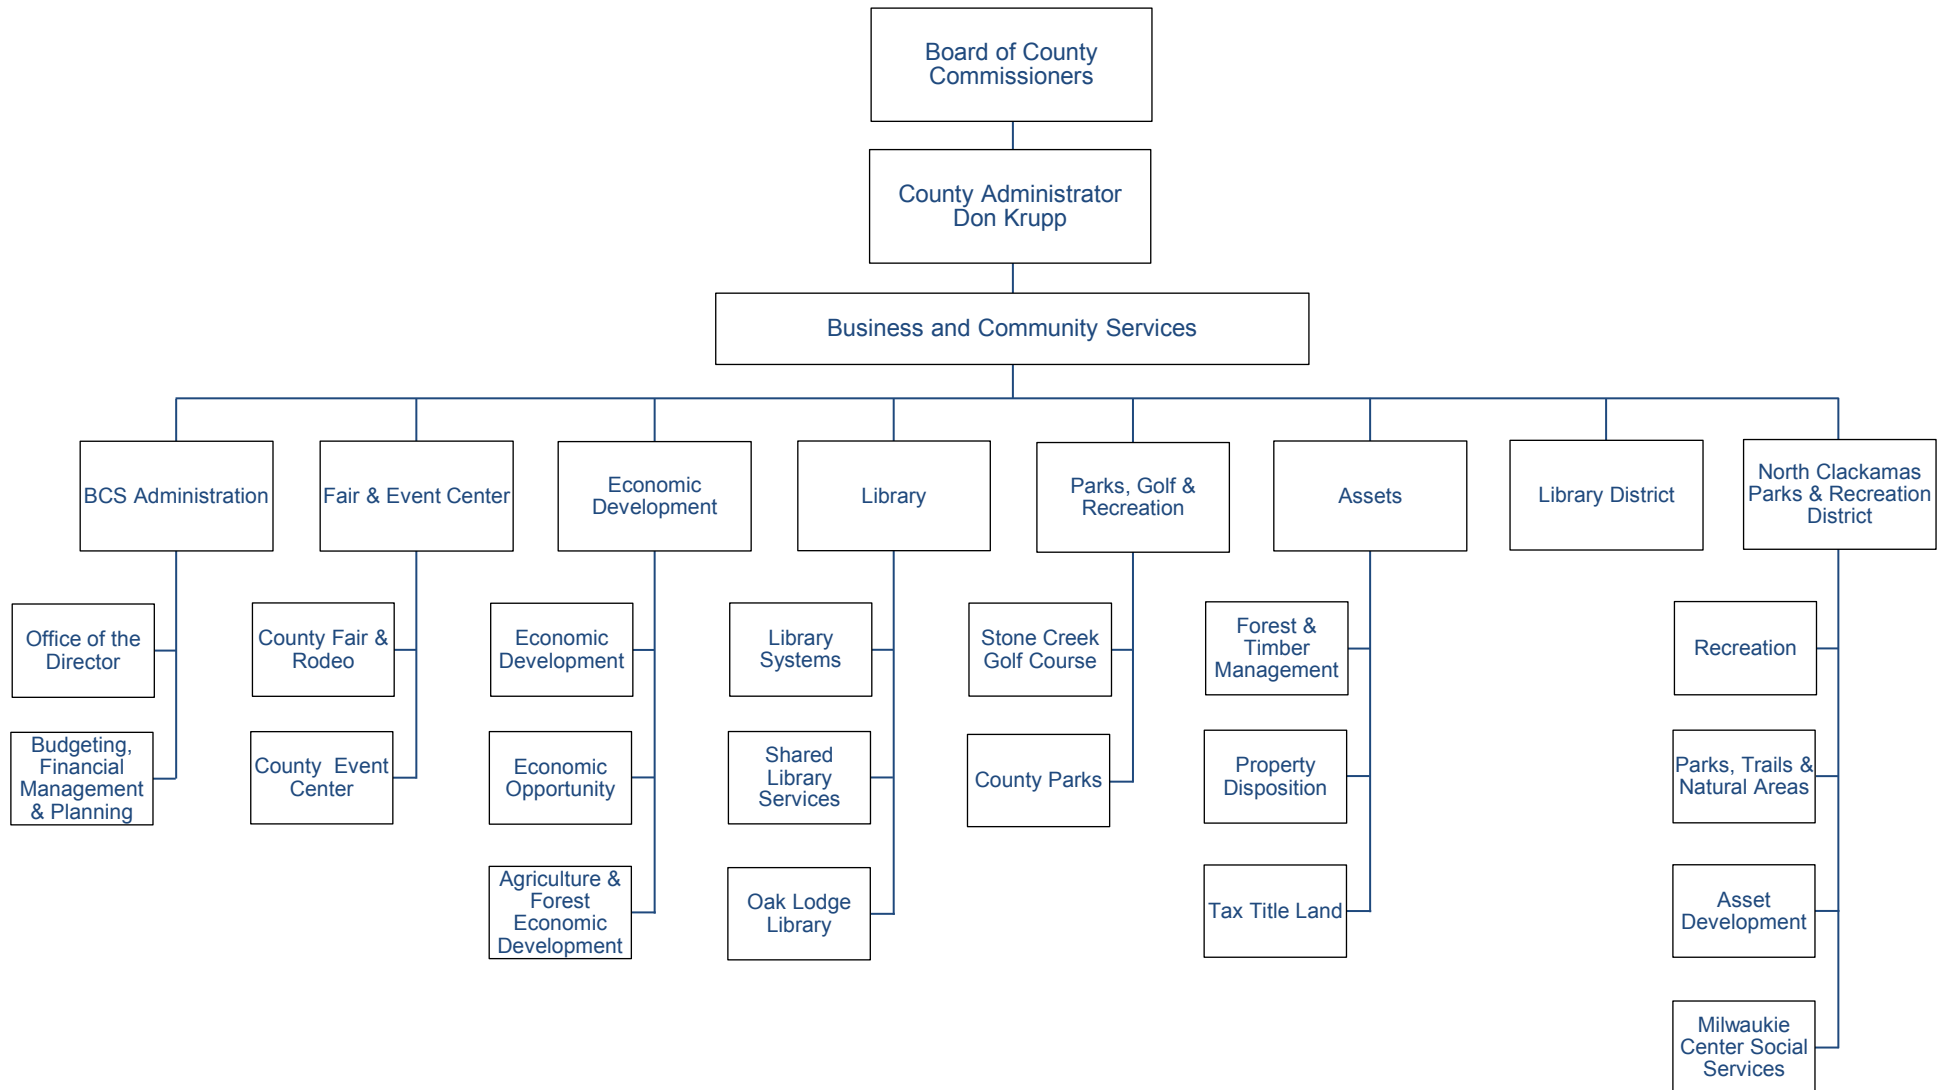 Board of County
Commissioners
County Administrator
Don Krupp
Business and Community Services
BCS Administration
Fair & Event Center
Economic
Development
Library
Parks, Golf &
Recreation
Assets
Library District
North Clackamas
Parks & Recreation
District
Office of the
Director
County Fair &
Rodeo
Economic
Development
Library
Systems
Stone Creek
Golf Course
Forest &
Timber
Management
Recreation
Budgeting,
Financial
Management
& Planning
County  Event
Center
Economic
Opportunity
Shared
Library
Services
County Parks
Property
Disposition
Parks, Trails &
Natural Areas
Agriculture &
Forest
Economic
Development
Oak Lodge
Library
Tax Title Land
Asset
Development
Milwaukie
Center Social
Services